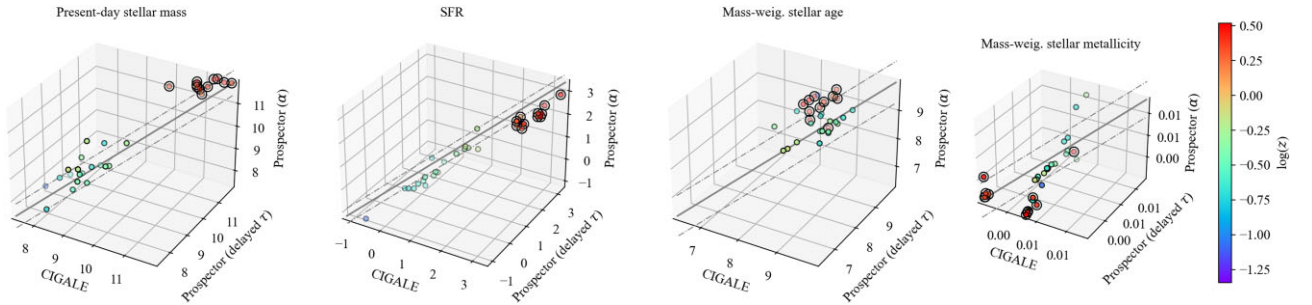 Present-day stellar mass
SFR
Mass-weig. stellar age
Mass-weig. stellar metallicity
8 9 10 11
CIGALE
8 9 10 11
Prospector (delayed τ)
8 9 10 11
Prospector (α)
−1 0 1 2 3
CIGALE
−1 0 1 2 3
Prospector (delayed τ)
−1 0 1 2 3
Prospector (α)
7 8 9
CIGALE
7 8 9
Prospector (delayed τ)
7 8 9
Prospector (α)
0.00 0.01 0.01
CIGALE
0.00 0.00 0.01 0.01 0.01
Prospector (delayed τ)
0.00 0.01 0.01
Prospector (α)
0.50
0.25
0.00
−0.25
−0.50
−0.75
−1.00
−1.25
log(z)